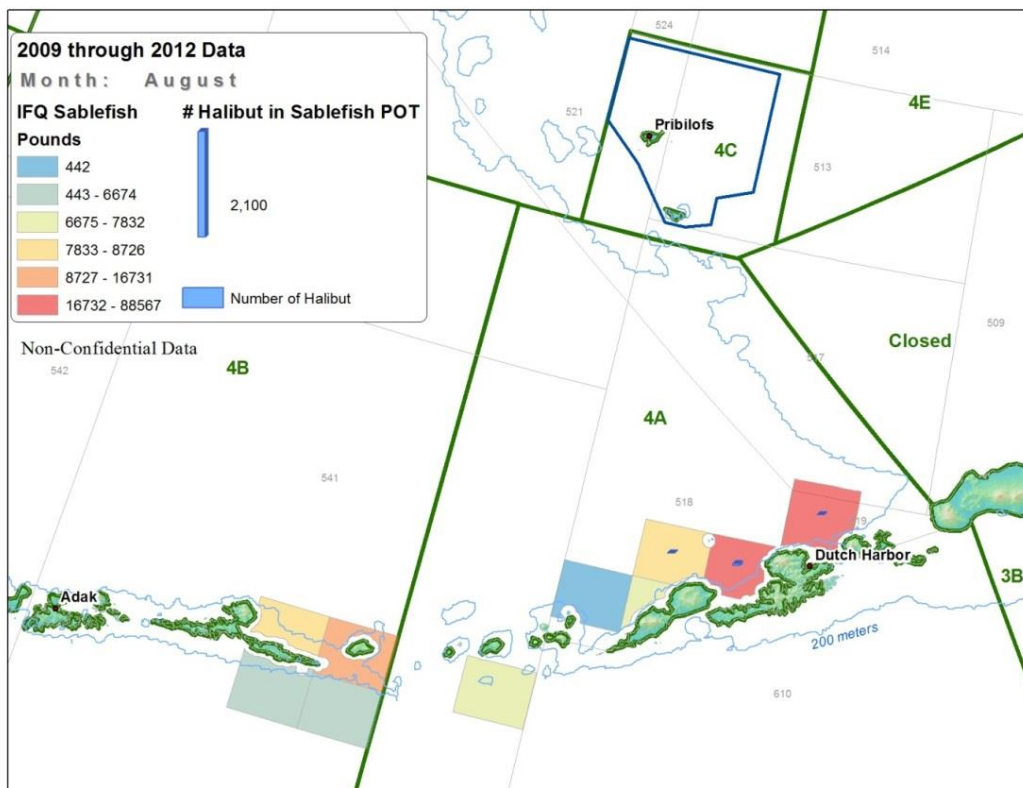 2009 through 2012 Data
Month: August
IFQ Sablefish
Pounds
442
443 - 6674
6675 - 7832
7833 - 8726
8727 - 16731
16732 - 88567
# Halibut in Sablefish POT
2,100
Number of Halibut
Non-Confidential Data
524
514
4E
521
Pribilofs
4C
513
509
Closed
517
542
4B
4A
541
518
19
Dutch Harbor
Adak
3B
200 meters
610